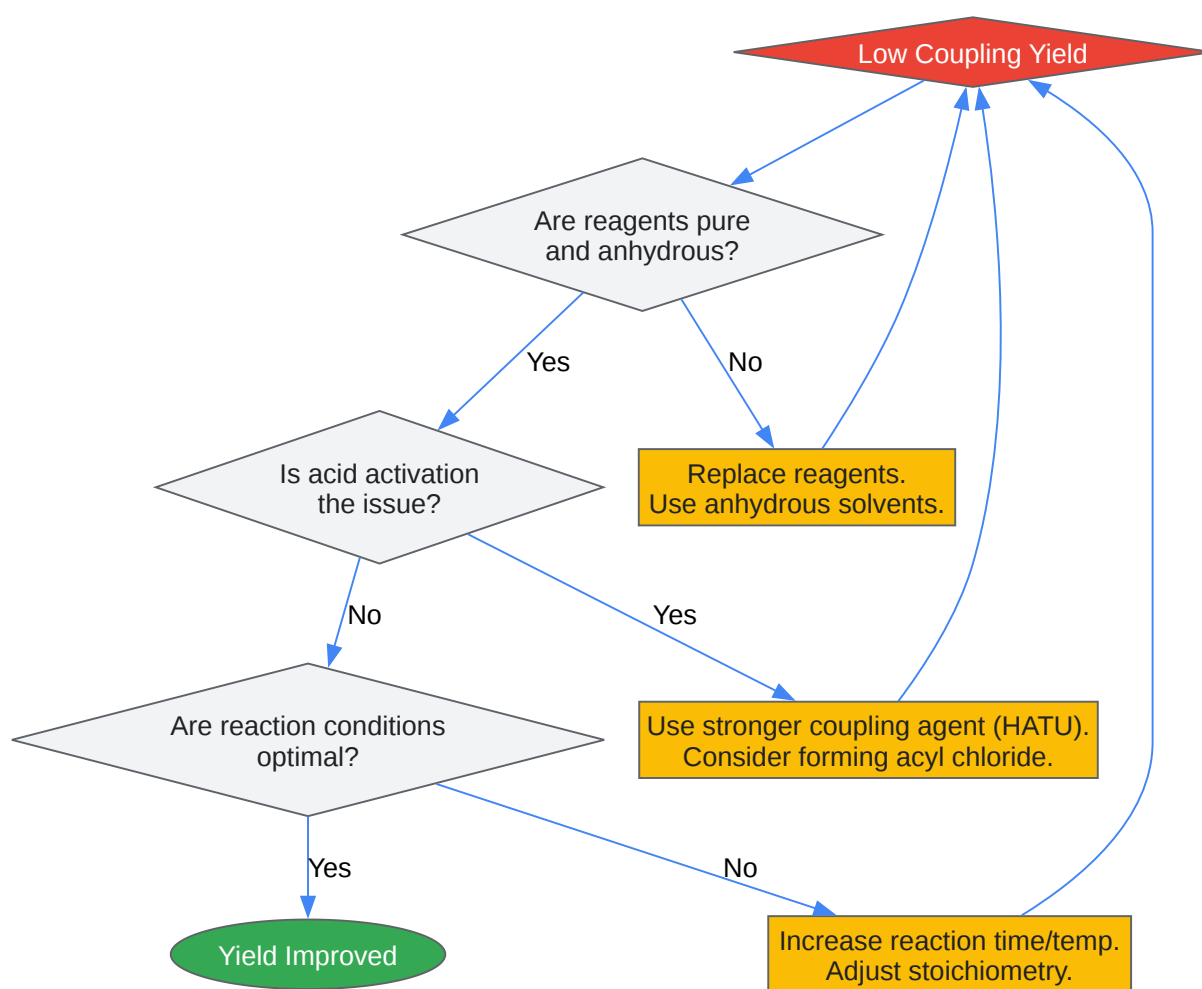 Low Coupling Yield
Are reagents pure
and anhydrous?
Yes
No
Is acid activation
the issue?
Replace reagents.
Use anhydrous solvents.
No
Yes
Are reaction conditions
optimal?
Use stronger coupling agent (HATU).
Consider forming acyl chloride.
Yes
No
Yield Improved
Increase reaction time/temp.
Adjust stoichiometry.